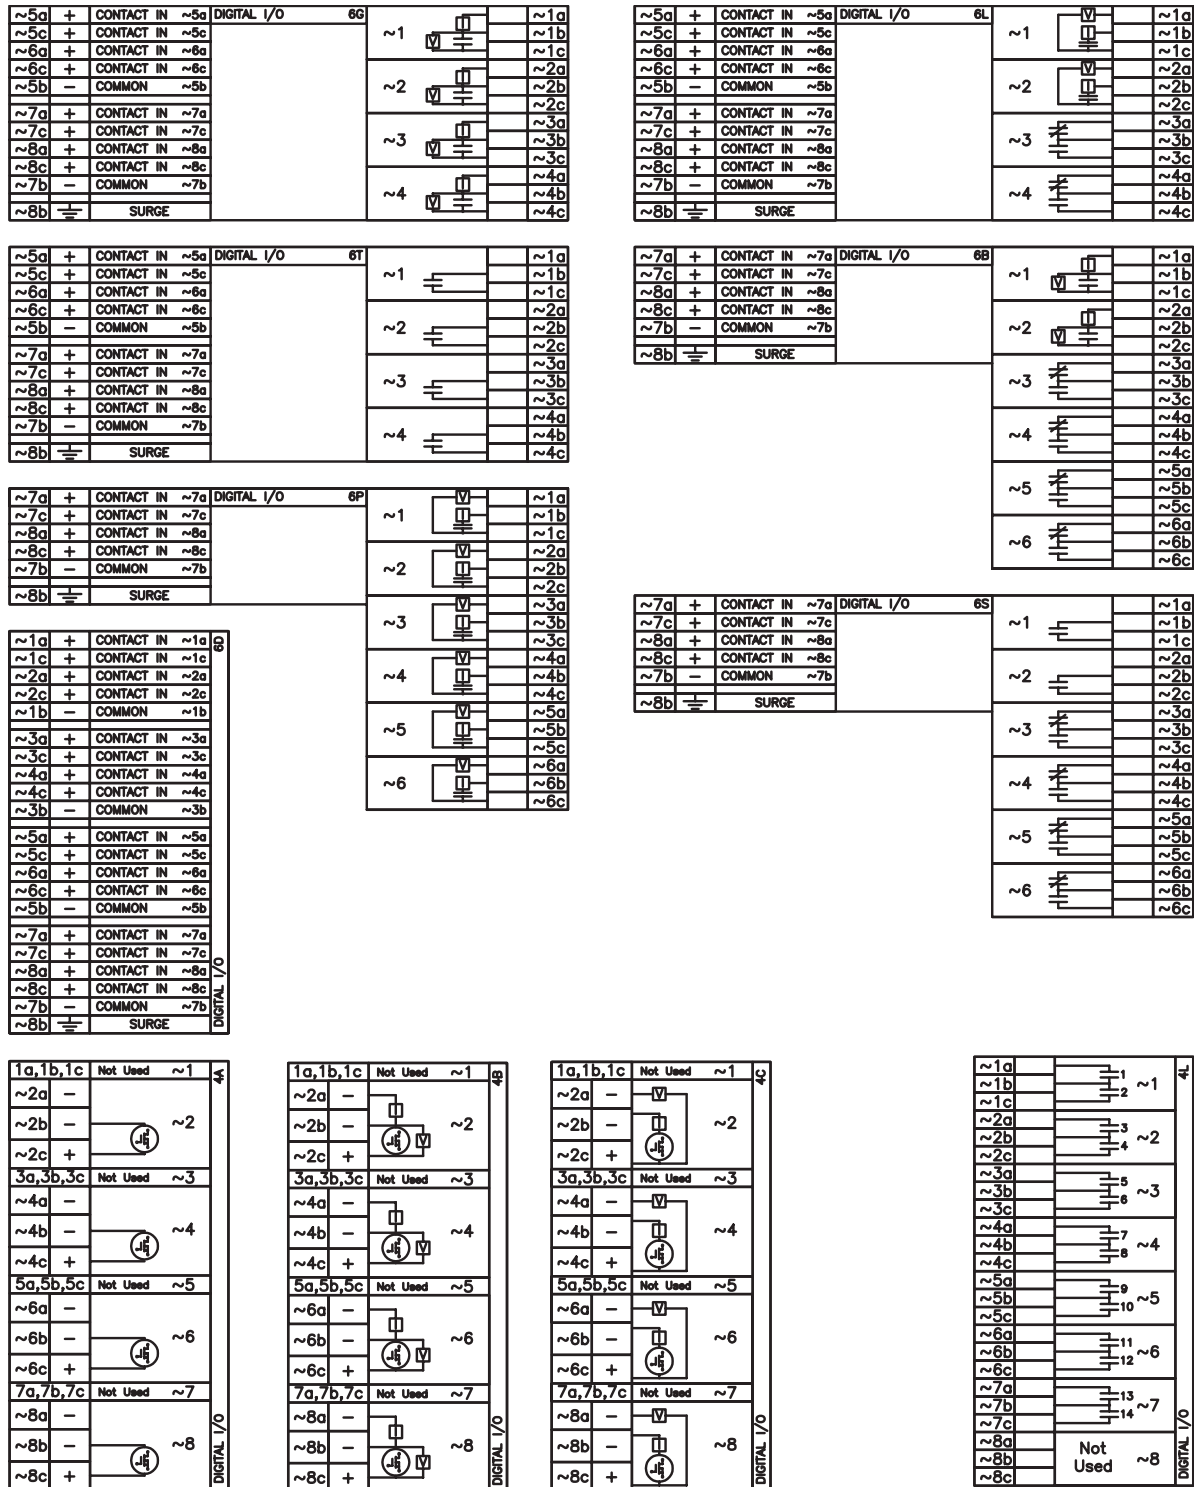 ~5a + CONTACT IN ~5a DIGITAL I/O 6G ~1 ~1a
~5c + CONTACT IN ~5c ~1b
~6a + CONTACT IN ~6a ~1c
~6c + CONTACT IN ~6c ~2 ~2a
~5b - COMMON ~5b ~2b
~2c
~7a + CONTACT IN ~7a ~3 ~3a
~7c + CONTACT IN ~7c ~3b
~8a + CONTACT IN ~8a ~3c
~8c + CONTACT IN ~8c ~4 ~4a
~7b - COMMON ~7b ~4b
~8b SURGE ~4c
~5a + CONTACT IN ~5a DIGITAL I/O 6L ~1 ~1a
~5c + CONTACT IN ~5c ~1b
~6a + CONTACT IN ~6a ~1c
~6c + CONTACT IN ~6c ~2 ~2a
~5b - COMMON ~5b ~2b
~2c
~7a + CONTACT IN ~7a ~3 ~3a
~7c + CONTACT IN ~7c ~3b
~8a + CONTACT IN ~8a ~3c
~8c + CONTACT IN ~8c ~4 ~4a
~7b - COMMON ~7b ~4b
~8b SURGE ~4c
~5a + CONTACT IN ~5a DIGITAL I/O 6T ~1 ~1a
~5c + CONTACT IN ~5c ~1b
~6a + CONTACT IN ~6a ~1c
~6c + CONTACT IN ~6c ~2 ~2a
~5b - COMMON ~5b ~2b
~2c
~7a + CONTACT IN ~7a ~3 ~3a
~7c + CONTACT IN ~7c ~3b
~8a + CONTACT IN ~8a ~3c
~8c + CONTACT IN ~8c ~4 ~4a
~7b - COMMON ~7b ~4b
~8b SURGE ~4c
~7a + CONTACT IN ~7a DIGITAL I/O 6B ~1 ~1a
~7c + CONTACT IN ~7c ~1b
~8a + CONTACT IN ~8a ~1c
~8c + CONTACT IN ~8c ~2 ~2a
~7b - COMMON ~7b ~2b
~8b SURGE ~2c
~3 ~3a
~3b
~3c
~4 ~4a
~4b
~4c
~5 ~5a
~5b
~5c
~6 ~6a
~6b
~6c
~7a + CONTACT IN ~7a DIGITAL I/O 6P ~1 V ~1a
~7c + CONTACT IN ~7c ~1b
~8a + CONTACT IN ~8a ~1c
~8c + CONTACT IN ~8c ~2 V ~2a
~7b - COMMON ~7b ~2b
~8b SURGE ~2c
~3 V ~3a
~3b
~3c
~4 V ~4a
~4b
~4c
~5 V ~5a
~5b
~5c
~6 V ~6a
~6b
~6c
~7a + CONTACT IN ~7a DIGITAL I/O 6S ~1 ~1a
~7c + CONTACT IN ~7c ~1b
~8a + CONTACT IN ~8a ~1c
~8c + CONTACT IN ~8c ~2 ~2a
~7b - COMMON ~7b ~2b
~8b SURGE ~2c
~3 ~3a
~3b
~3c
~4 ~4a
~4b
~4c
~5 ~5a
~5b
~5c
~6 ~6a
~6b
~6c
~1a + CONTACT IN ~1a 6D
~1c + CONTACT IN ~1c
~2a + CONTACT IN ~2a
~2c + CONTACT IN ~2c
~1b - COMMON ~1b
~3a + CONTACT IN ~3a
~3c + CONTACT IN ~3c
~4a + CONTACT IN ~4a
~4c + CONTACT IN ~4c
~3b - COMMON ~3b
~5a + CONTACT IN ~5a
~5c + CONTACT IN ~5c
~6a + CONTACT IN ~6a
~6c + CONTACT IN ~6c
~5b - COMMON ~5b
~7a + CONTACT IN ~7a
~7c + CONTACT IN ~7c
~8a + CONTACT IN ~8a
~8c + CONTACT IN ~8c
~7b - COMMON ~7b
~8b SURGE
DIGITAL I/O
1a,1b,1c Not Used ~1 4A
~2a -
~2b - ~2
~2c +
3a,3b,3c Not Used ~3
~4a -
~4b - ~4
~4c +
5a,5b,5c Not Used ~5
~6a -
~6b - ~6
~6c +
7a,7b,7c Not Used ~7
~8a -
~8b - ~8
~8c +
DIGITAL I/O
1a,1b,1c Not Used ~1 4B
~2a -
~2b - ~2
~2c + V
3a,3b,3c Not Used ~3
~4a -
~4b - ~4
~4c + V
5a,5b,5c Not Used ~5
~6a -
~6b - ~6
~6c + V
7a,7b,7c Not Used ~7
~8a -
~8b - ~8
~8c + V
DIGITAL I/O
1a,1b,1c Not Used ~1 4C
~2a - V
~2b - ~2
~2c +
3a,3b,3c Not Used ~3
~4a - V
~4b - ~4
~4c +
5a,5b,5c Not Used ~5
~6a - V
~6b - ~6
~6c +
7a,7b,7c Not Used ~7
~8a - V
~8b - ~8
~8c +
DIGITAL I/O
~1a 1 4L
~1b 2 ~1
~1c
~2a 3
~2b 4 ~2
~2c
~3a 5
~3b 6 ~3
~3c
~4a 7
~4b 8 ~4
~4c
~5a 9
~5b 10 ~5
~5c
~6a 11
~6b 12 ~6
~6c
~7a 13
~7b 14 ~7
~7c
~8a Not
~8b Used ~8
~8c
DIGITAL I/O